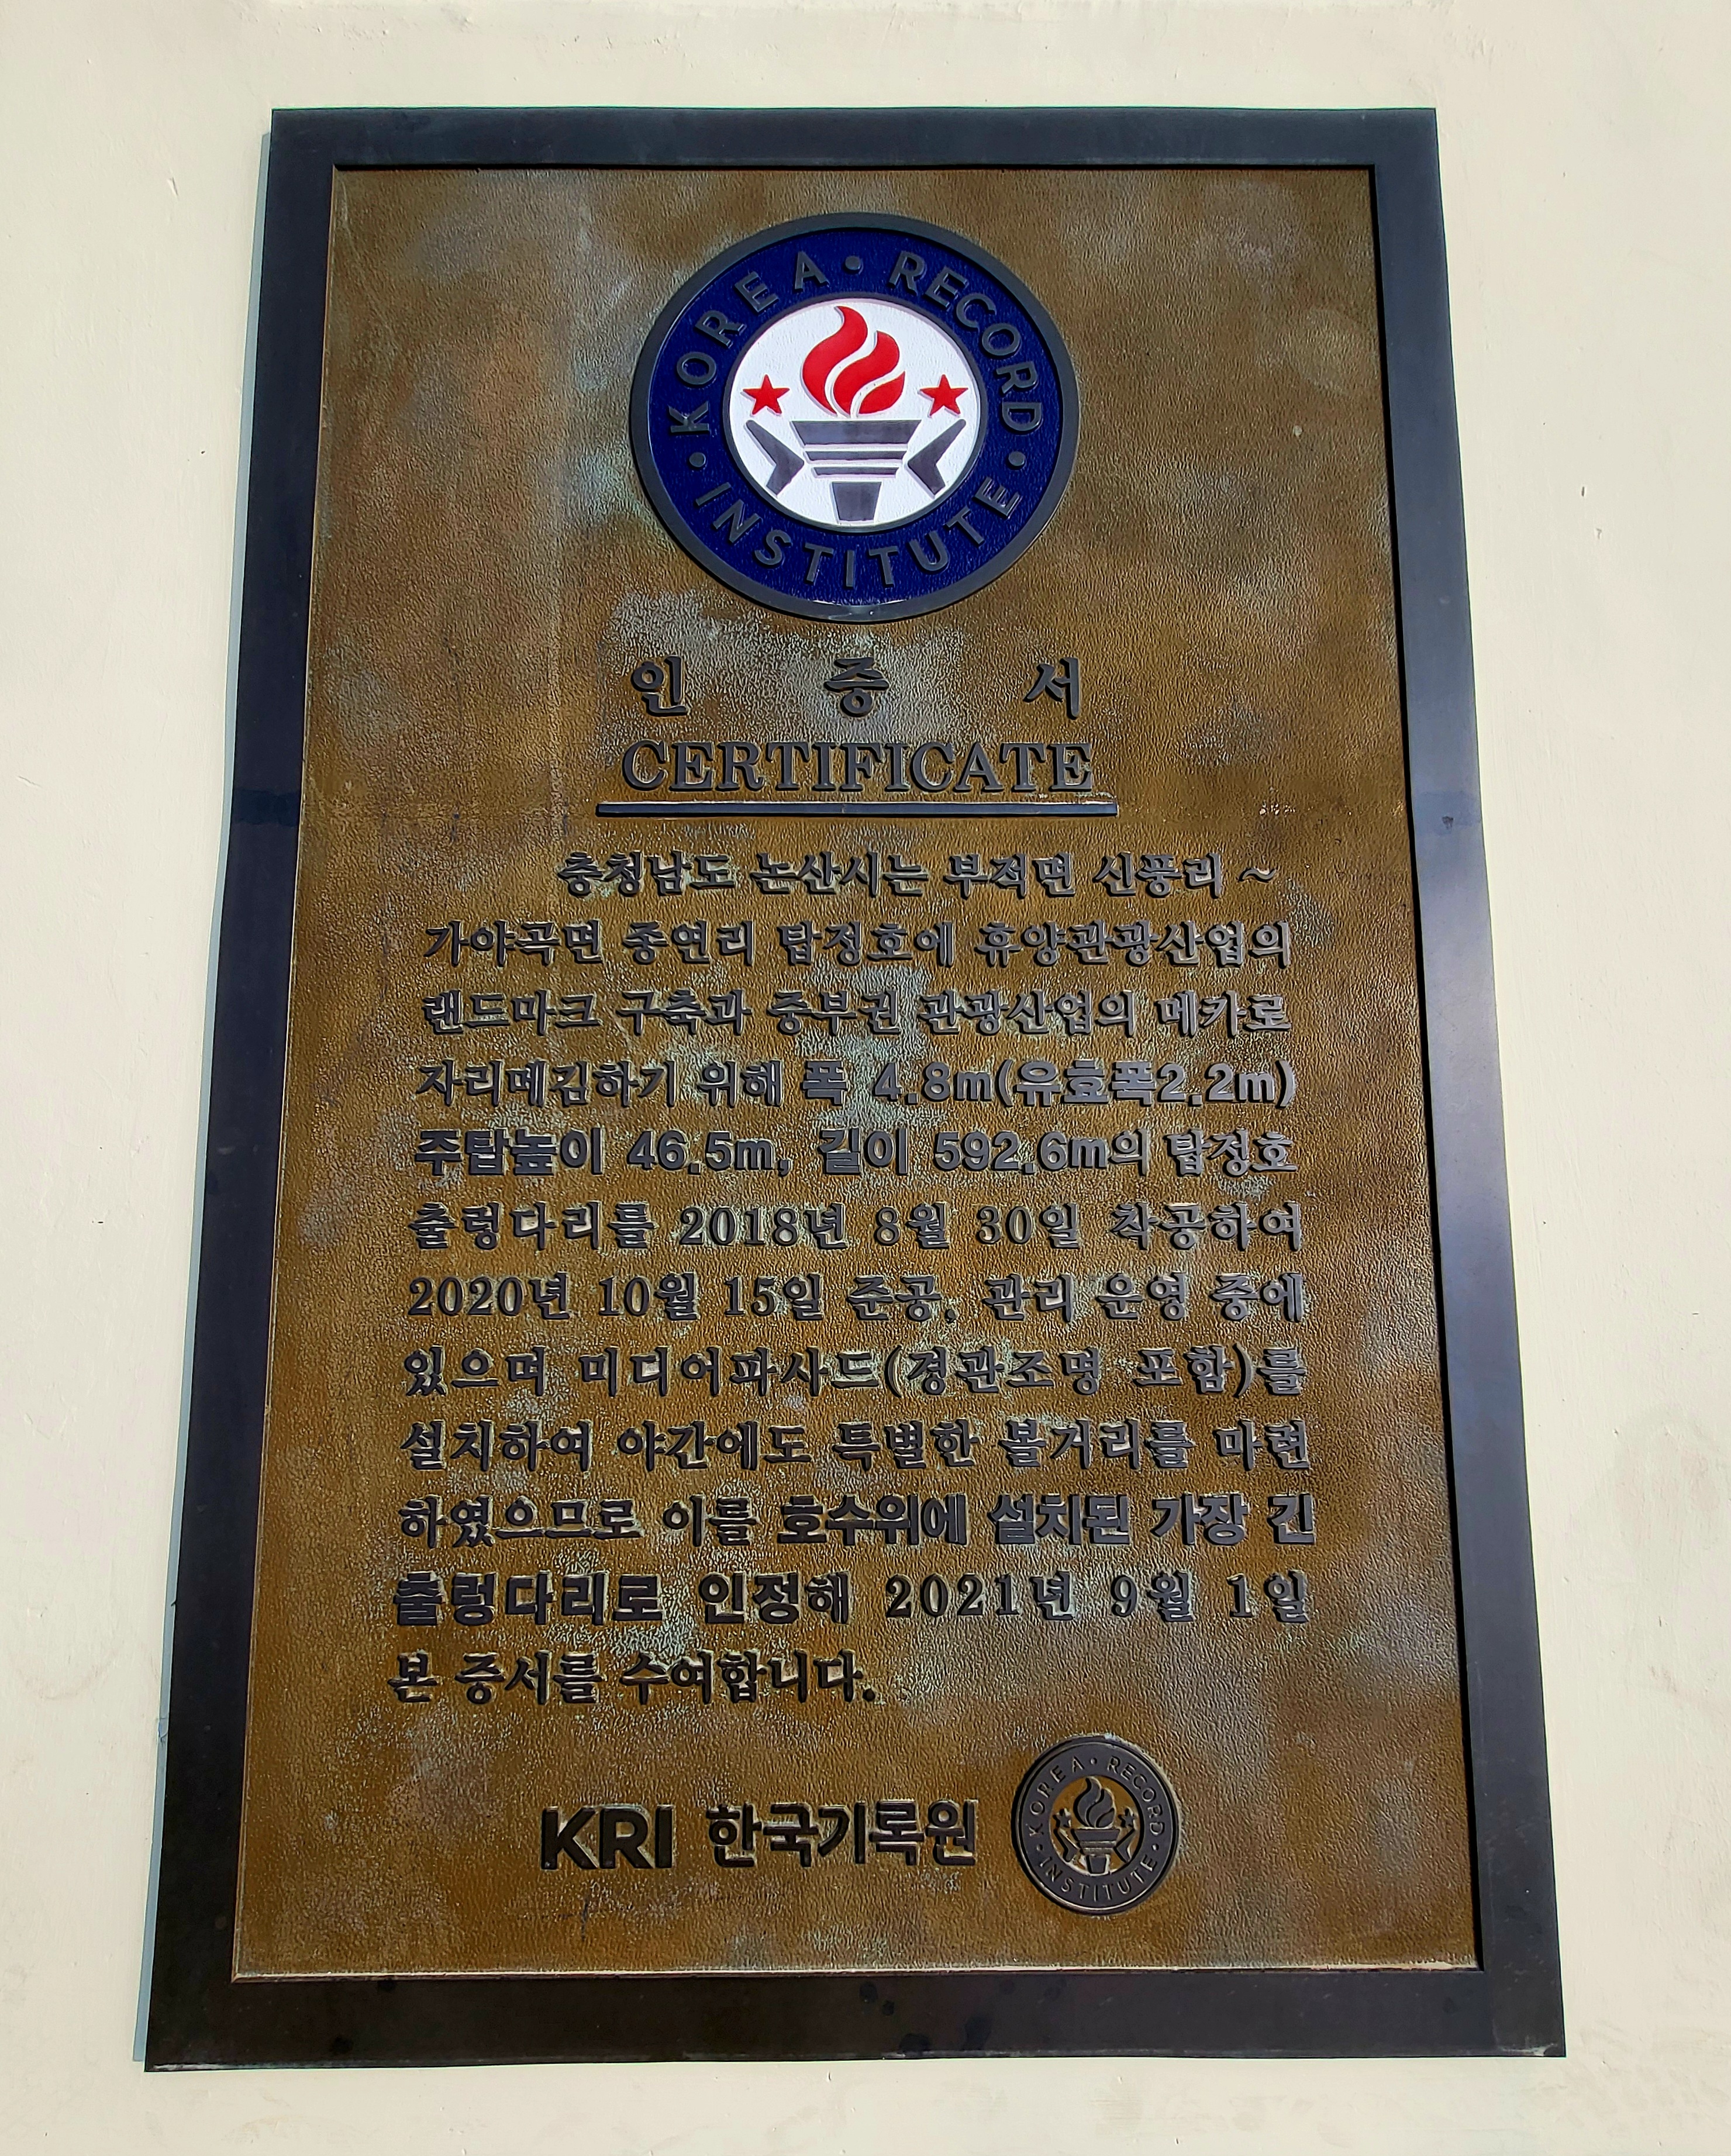 KOREA • RECORD • INSTITUTE •
인 증 서
CERTIFICATE
충청남도 논산시는 부적면 신풍리 ~
가야곡면 종연리 탑정호에 휴양관광산업의
랜드마크 구축과 중부권 관광산업의 메카로
자리메김하기 위해 폭 4.8m(유효폭2.2m)
주탑높이 46.5m, 길이 592.6m의 탑정호
출렁다리를 2018년 8월 30일 착공하여
2020년 10월 15일 준공. 관리 운영 중에
있으며 미디어파사드(경관조명 포함)를
설치하여 야간에도 특별한 볼거리를 마련
하였으므로 이를 호수위에 설치된 가장 긴
출렁다리로 인정해 2021년 9월 1일
본 증서를 수여합니다.
KRI 한국기록원
KOREA • RECORD • INSTITUTE •